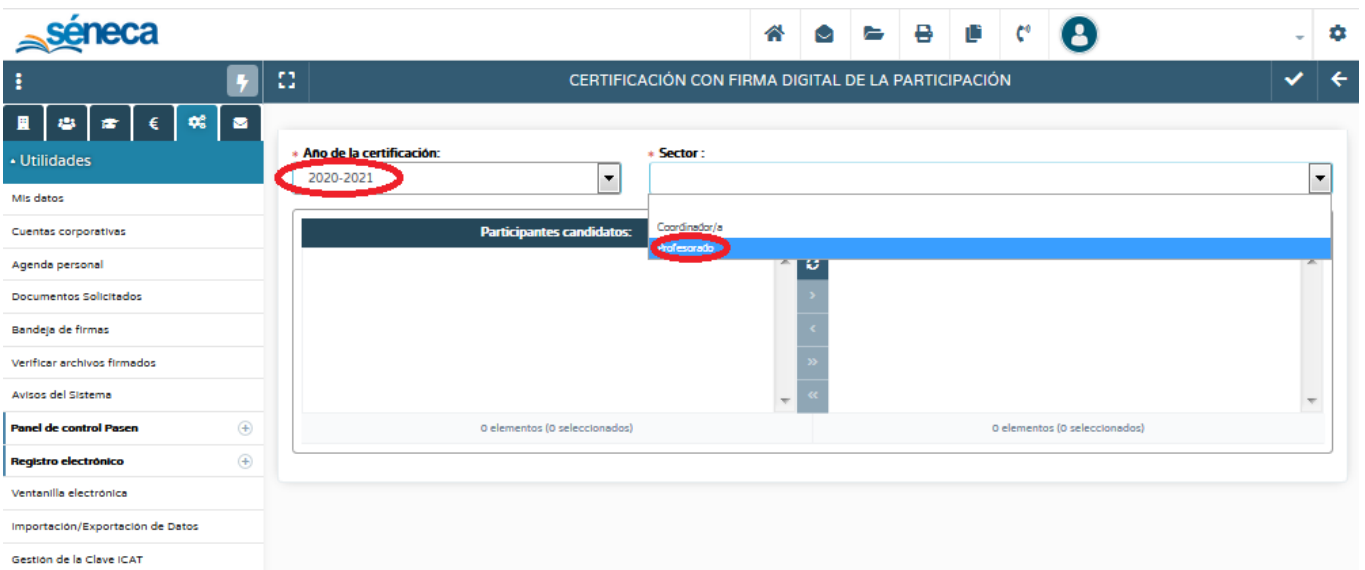 séneca
CERTIFICACIÓN CON FIRMA DIGITAL DE LA PARTICIPACIÓN
Utilidades
Mis datos
Cuentas corporativas
Agenda personal
Documentos Solicitados
Bandeja de firmas
Verificar archivos firmados
Avisos del Sistema
Panel de control Pasen
Registro electrónico
Ventanilla electrónica
Importación/Exportación de Datos
Gestión de la Clave iCAT
* Año de la certificación:
2020-2021
* Sector :
Coordinador/a
Profesorado
Participantes candidatos:
0 elementos (0 seleccionados)
0 elementos (0 seleccionados)